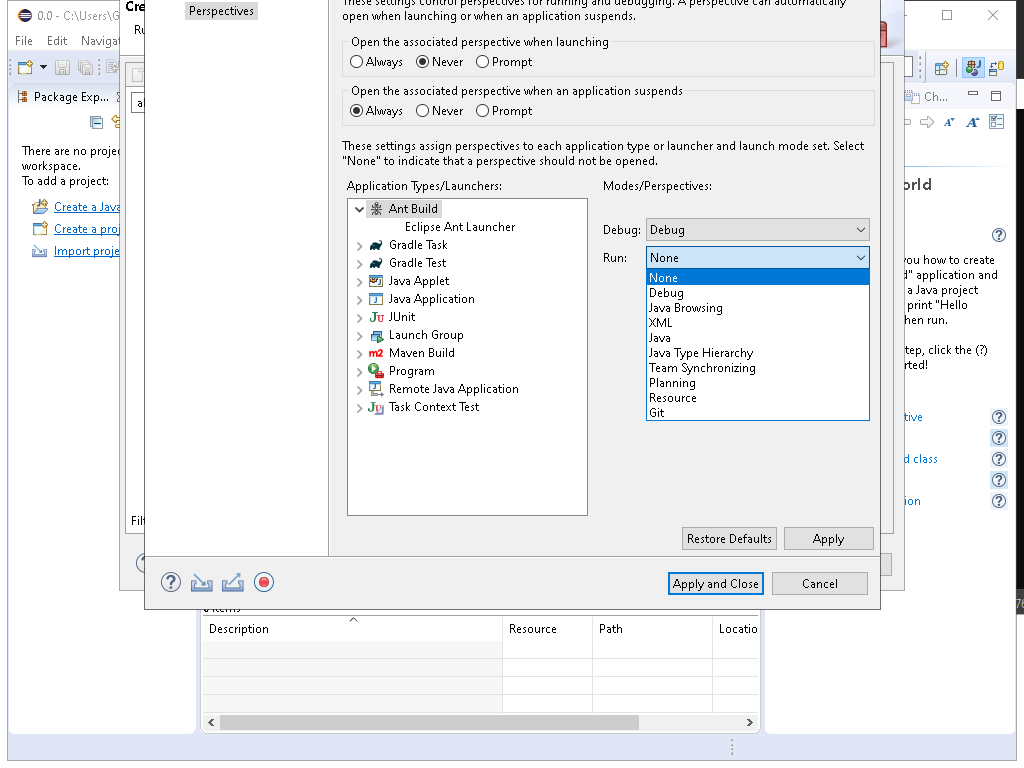 0.0 - C:\Users\G
File Edit Navigat
Package Exp...
There are no proje
workspace.
To add a project:
Create a Java
Create a proj
Import proje
Cre
Perspectives
These settings control perspectives for running and debugging. A perspective can automatically
open when launching or when an application suspends.
Open the associated perspective when launching
Always Never Prompt
Open the associated perspective when an application suspends
Always Never Prompt
These settings assign perspectives to each application type or launcher and launch mode set. Select
"None" to indicate that a perspective should not be opened.
Application Types/Launchers:
Ant Build
Eclipse Ant Launcher
Gradle Task
Gradle Test
Java Applet
Java Application
JUnit
Launch Group
Maven Build
Program
Remote Java Application
Task Context Test
Modes/Perspectives:
Debug: Debug
Run: None
None
Debug
Java Browsing
XML
Java
Java Type Hierarchy
Team Synchronizing
Planning
Resource
Git
Restore Defaults Apply
Apply and Close Cancel
Filt
Ch...
orld
you how to create
d" application and
a Java project
print "Hello
hen run.
tep, click the (?)
rted!
tive
d class
ion
0 items
Description Resource Path Locatio
76